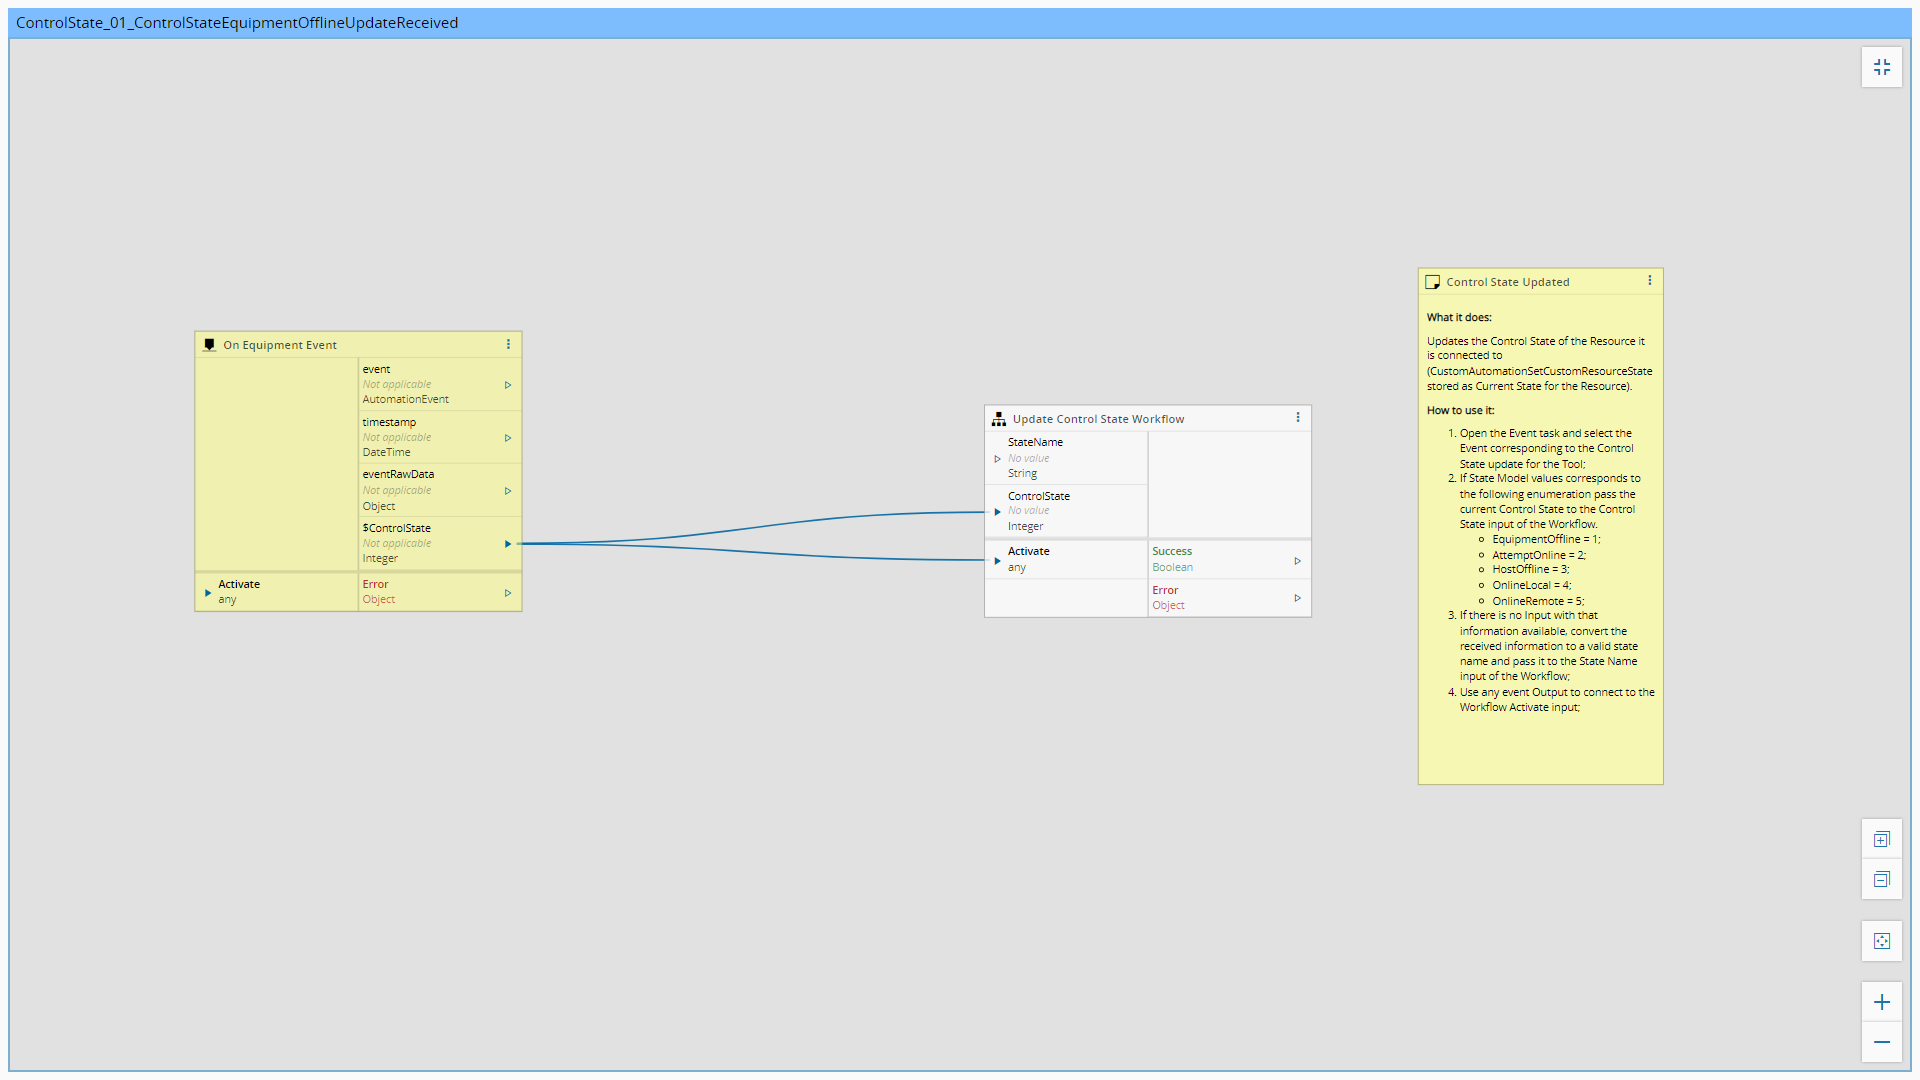 ControlState_01_ControlStateEquipmentOfflineUpdateReceived
On Equipment Event
event
Not applicable
AutomationEvent
timestamp
Not applicable
DateTime
eventRawData
Not applicable
Object
$ControlState
Not applicable
Integer
Activate
any
Error
Object
Update Control State Workflow
StateName
No value
String
ControlState
No value
Integer
Activate
any
Success
Boolean
Error
Object
Control State Updated
What it does:
Updates the Control State of the Resource it
is connected to
(CustomAutomationSetCustomResourceState
stored as Current State for the Resource).
How to use it:
1. Open the Event task and select the
Event corresponding to the Control
State update for the Tool;
2. If State Model values corresponds to
the following enumeration pass the
current Control State to the Control
State input of the Workflow.
EquipmentOffline = 1;
AttemptOnline = 2;
HostOffline = 3;
OnlineLocal = 4;
OnlineRemote = 5;
3. If there is no Input with that
information available, convert the
received information to a valid state
name and pass it to the State Name
input of the Workflow;
4. Use any event Output to connect to the
Workflow Activate input;